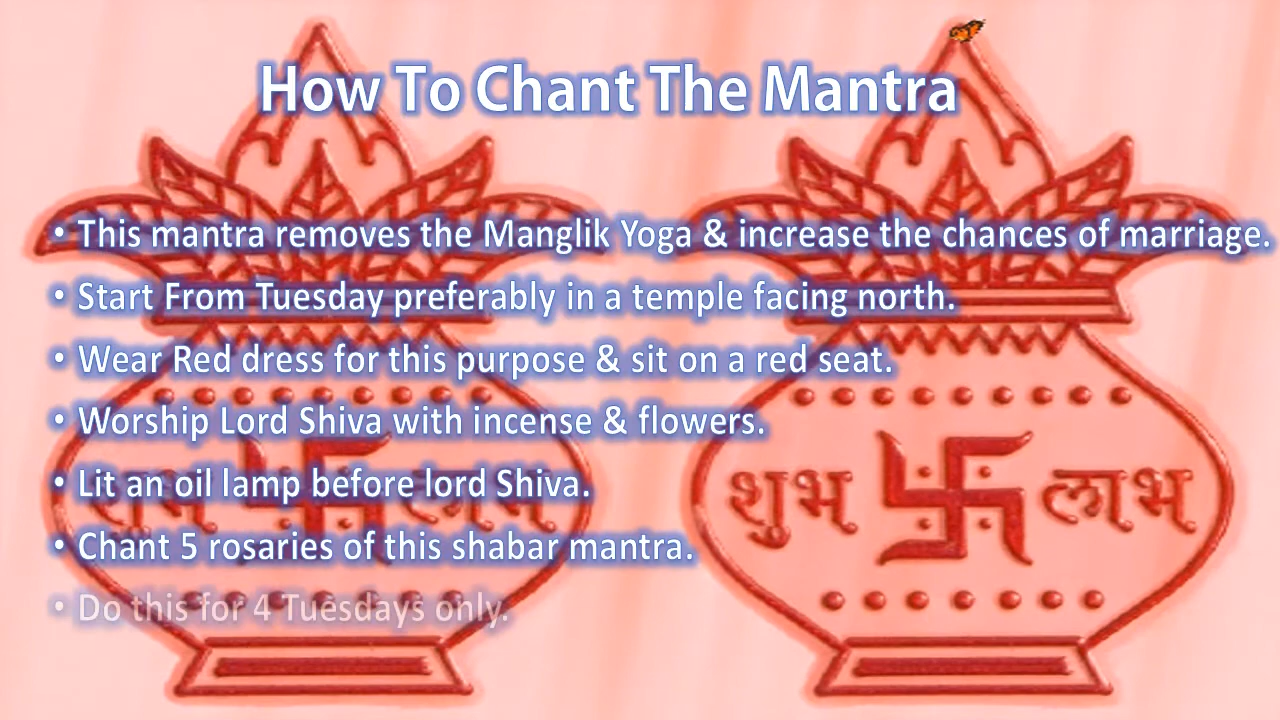 How To Chant The Mantra
• This mantra removes the Manglik Yoga & increase the chances of marriage.
• Start From Tuesday preferably in a temple facing north.
• Wear Red dress for this purpose & sit on a red seat.
• Worship Lord Shiva with incense & flowers.
• Lit an oil lamp before lord Shiva.
शुभ लाभ
शुभ लाभ
• Chant 5 rosaries of this shabar mantra.
• Do this for 4 Tuesdays only.